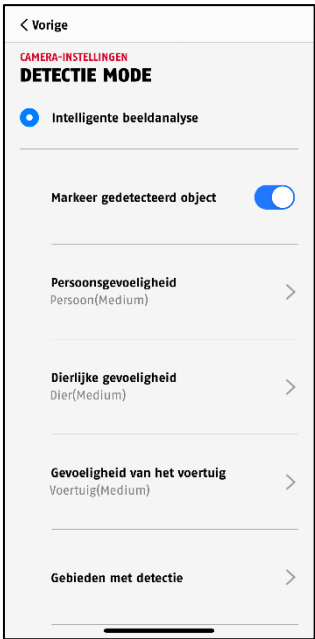 Vorige
CAMERA-INSTELLINGEN
DETECTIE MODE
Intelligente beeldanalyse
Markeer gedetecteerd object
Persoonsgevoeligheid
Persoon(Medium)
Dierlijke gevoeligheid
Dier(Medium)
Gevoeligheid van het voertuig
Voertuig(Medium)
Gebieden met detectie